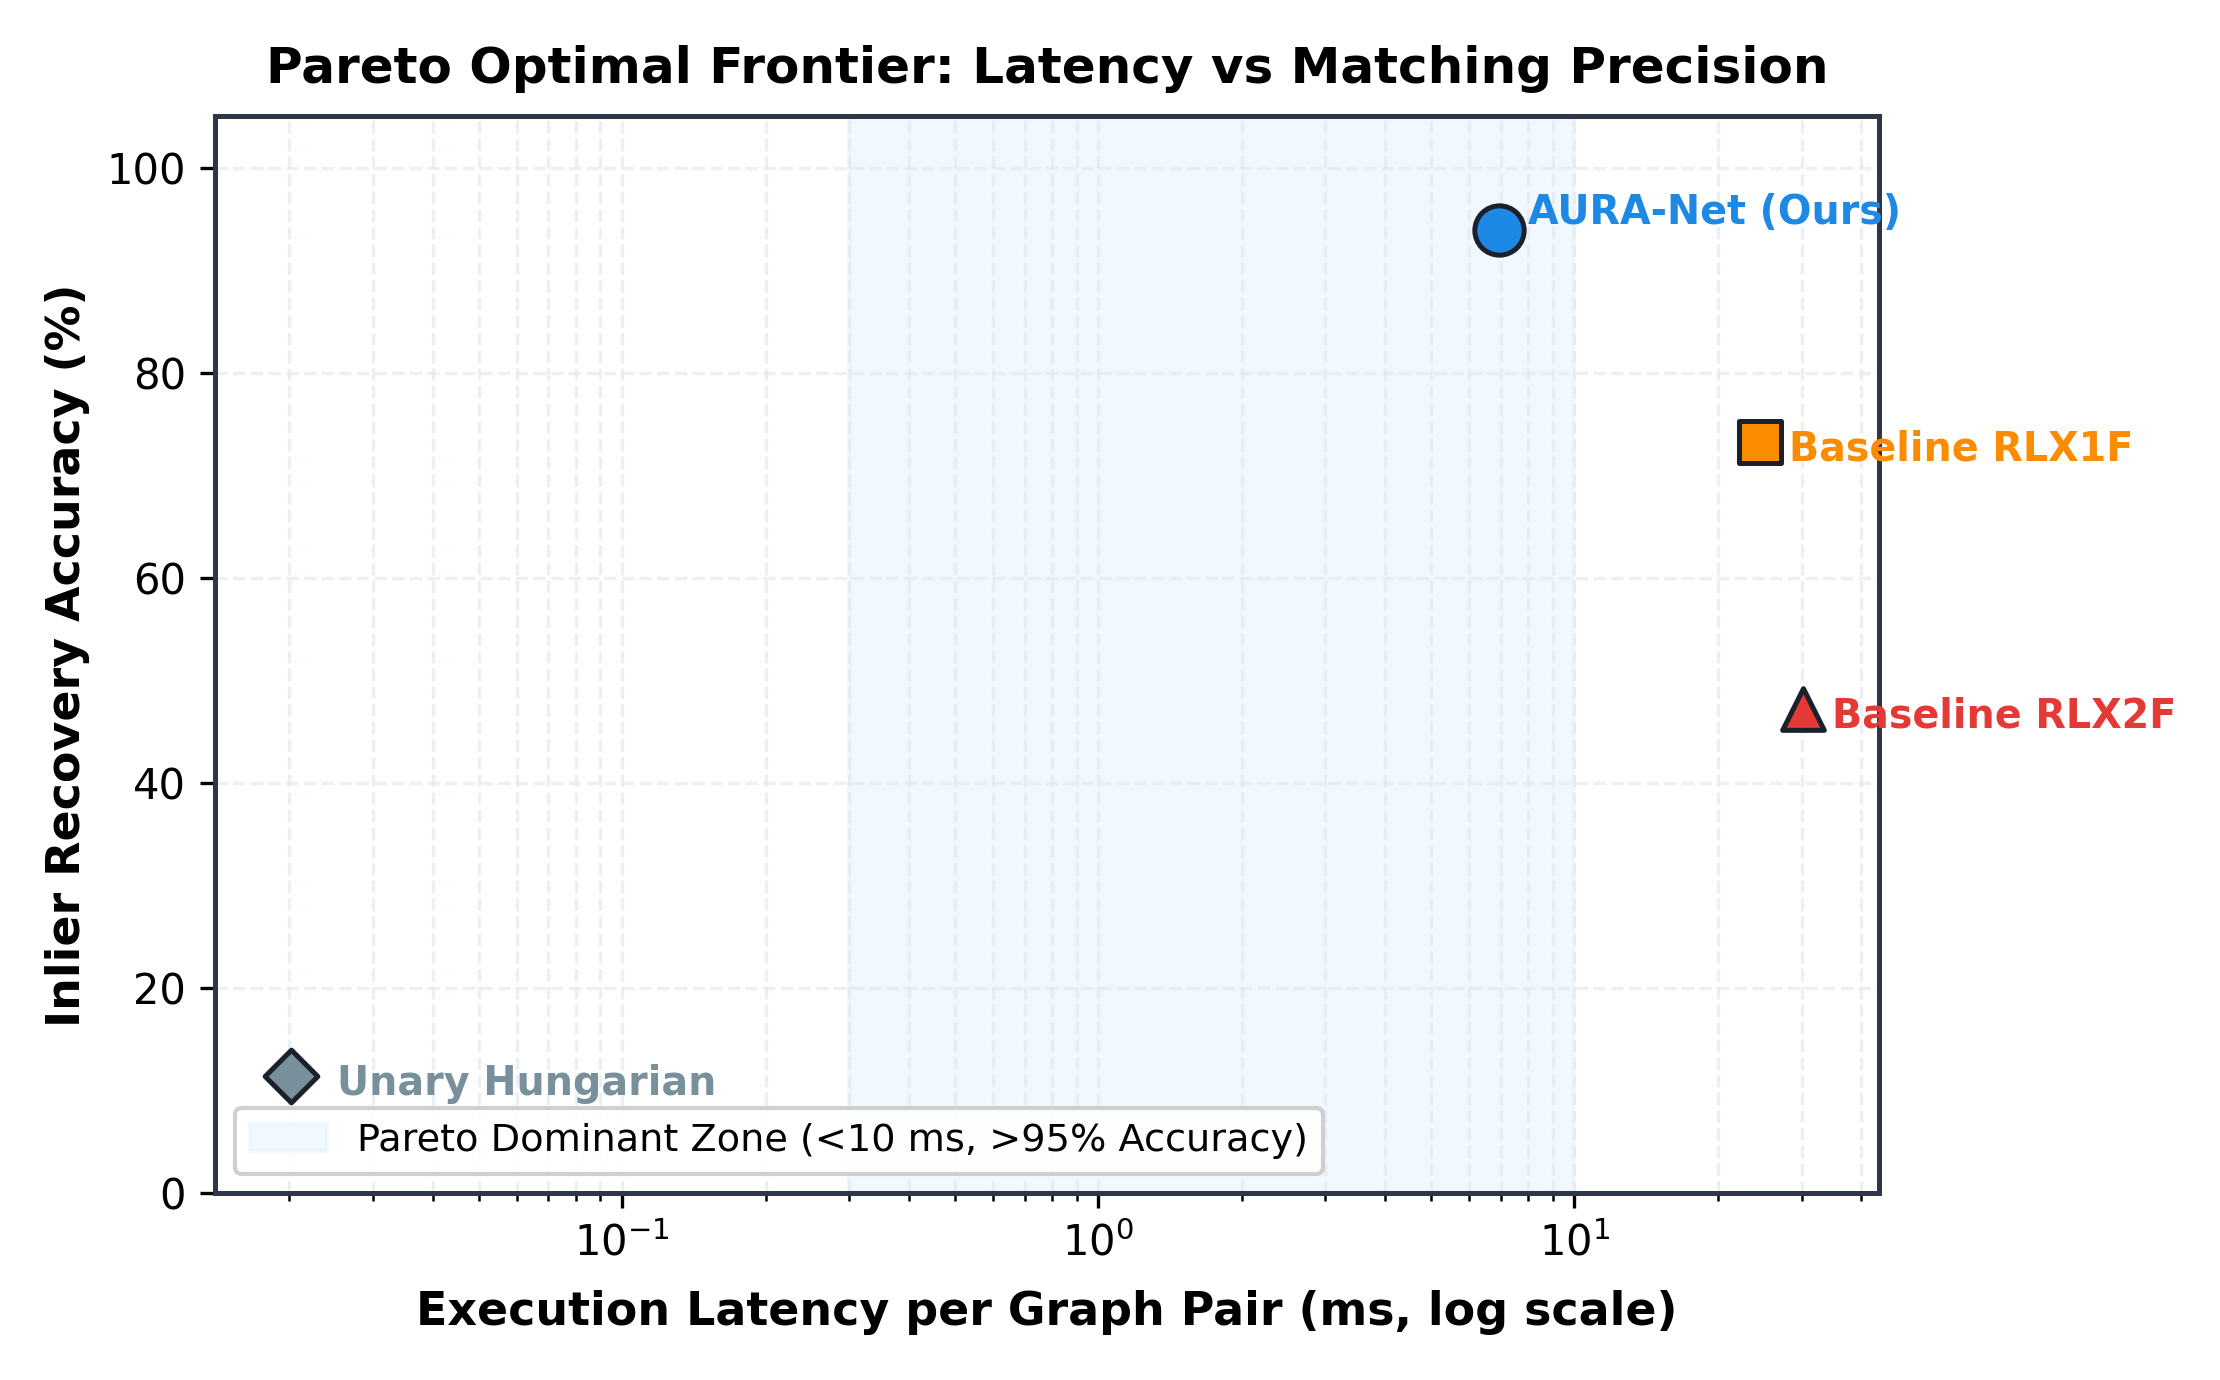 Pareto Optimal Frontier: Latency vs Matching Precision
Inlier Recovery Accuracy (%)
100
80
60
40
20
0
AURA-Net (Ours)
Baseline RLX1F
Baseline RLX2F
Unary Hungarian
Pareto Dominant Zone (<10 ms, >95% Accuracy)
10⁻¹
10⁰
10¹
Execution Latency per Graph Pair (ms, log scale)